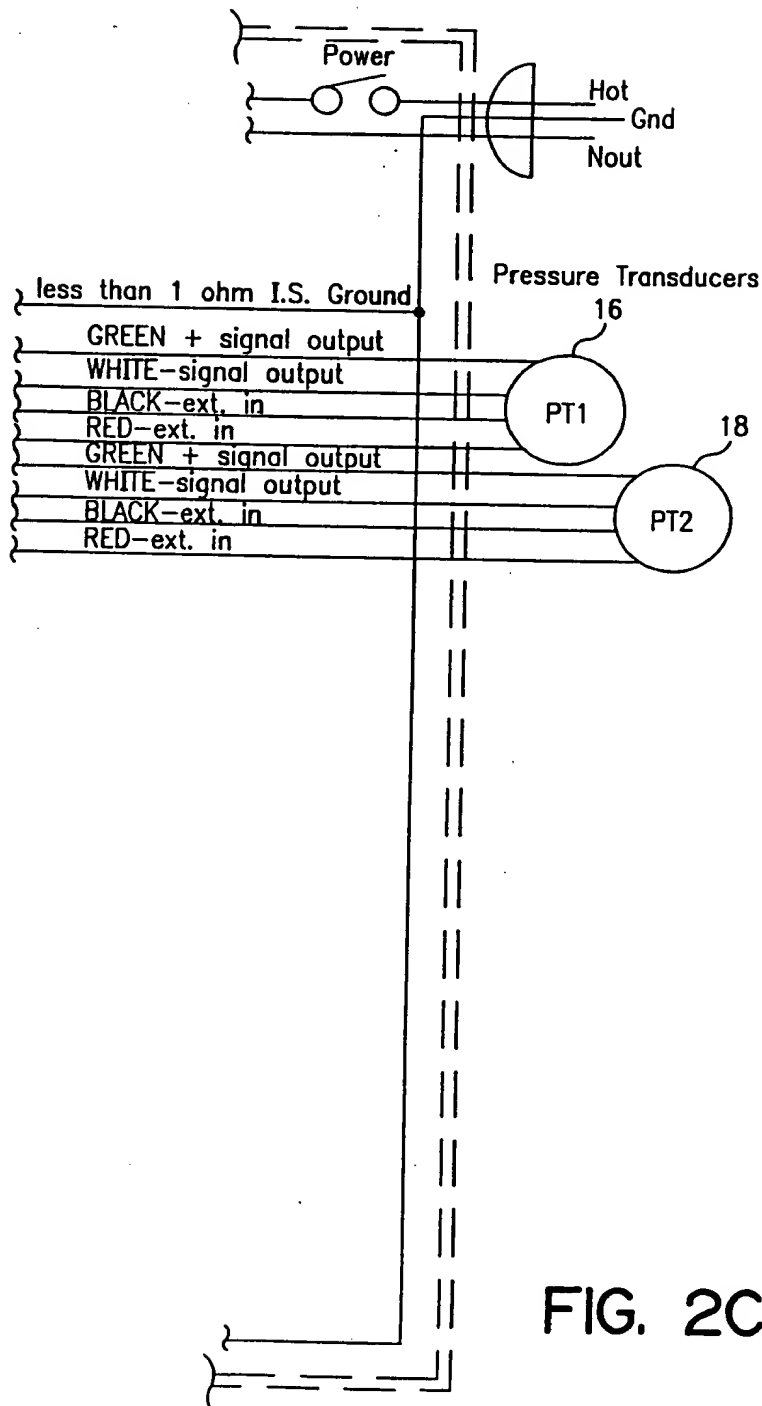 Power
Hot
Gnd
Nout
less than 1 ohm I.S. Ground
Pressure Transducers
16
GREEN + signal output
WHITE-signal output
BLACK-ext. in
RED-ext. in
PT1
GREEN + signal output
18
WHITE-signal output
BLACK-ext. in
RED-ext. in
PT2
FIG. 2C